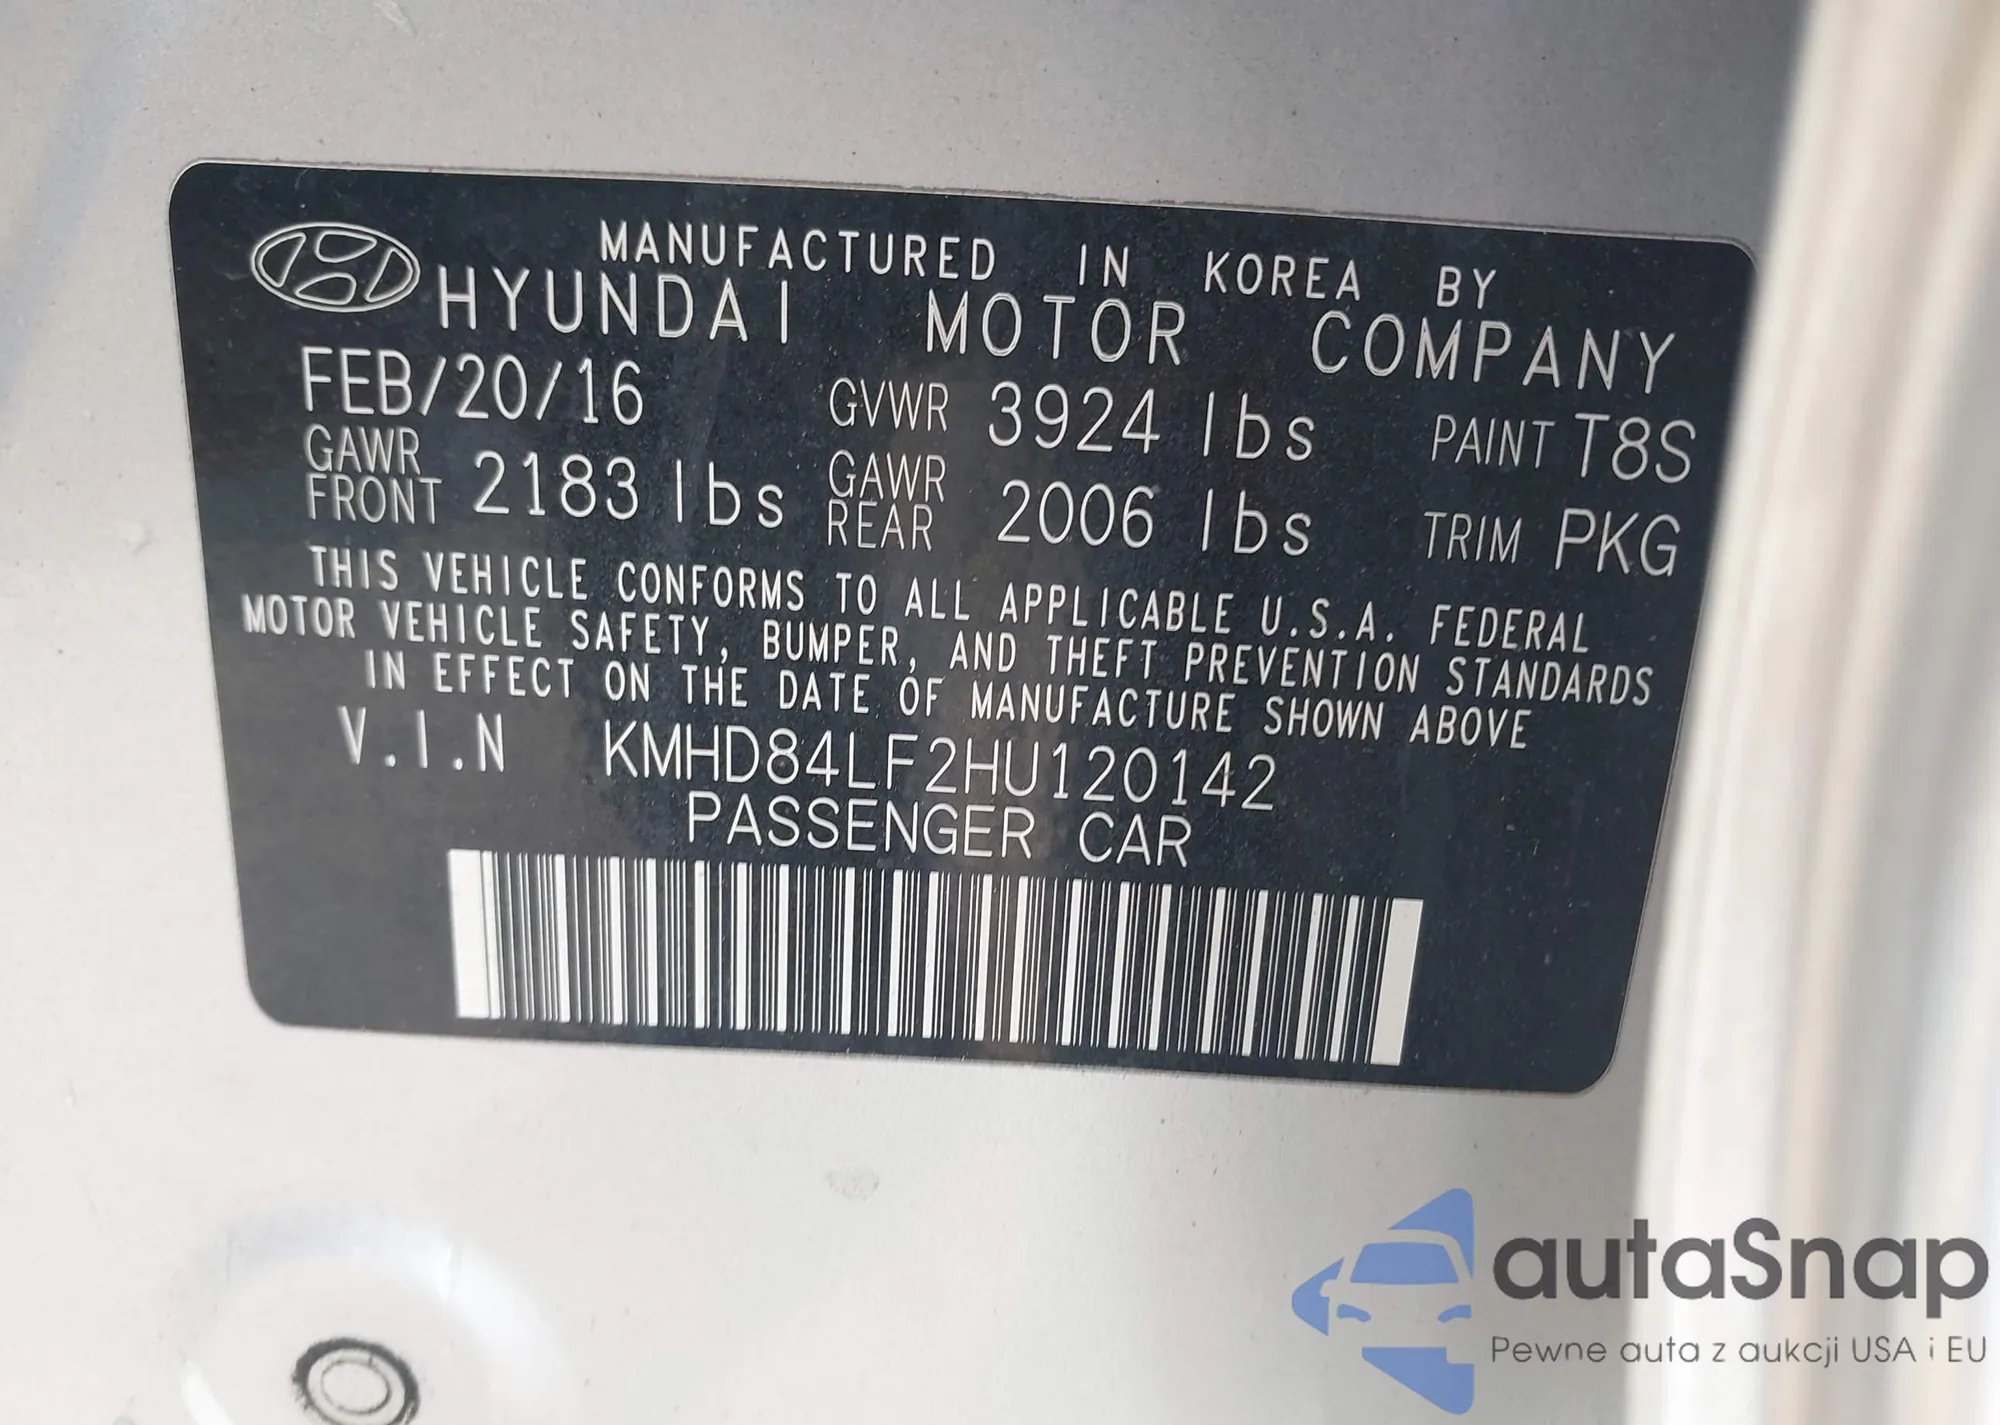 MANUFACTURED IN KOREA BY
HYUNDAI MOTOR COMPANY
FEB/20/16 GVWR 3924 lbs PAINT T8S
GAWR FRONT 2183 lbs GAWR REAR 2006 lbs TRIM PKG
THIS VEHICLE CONFORMS TO ALL APPLICABLE U.S.A. FEDERAL
MOTOR VEHICLE SAFETY, BUMPER, AND THEFT PREVENTION STANDARDS
IN EFFECT ON THE DATE OF MANUFACTURE SHOWN ABOVE
V.I.N KMHD84LF2HU120142
PASSENGER CAR
autaSnap
Pewne auta z aukcji USA i EU